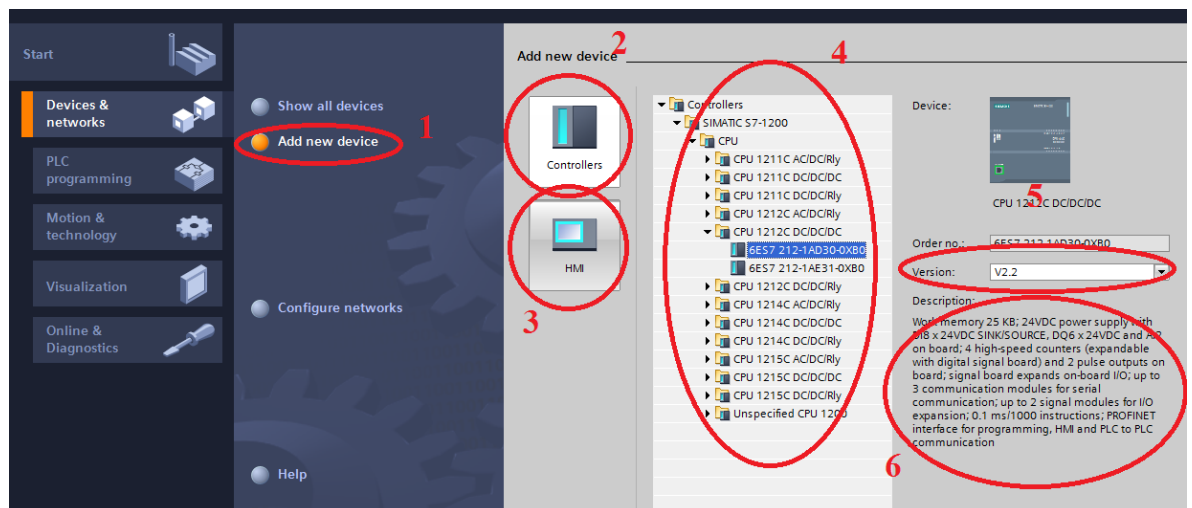 Start
Devices &
networks
PLC
programming
Motion &
technology
Visualization
Online &
Diagnostics
Show all devices
Add new device
1
Configure networks
Help
Add new device
2
Controllers
HMI
3
4
Controllers
SIMATIC S7-1200
CPU
CPU 1211C AC/DC/Rly
CPU 1211C DC/DC/DC
CPU 1211C DC/DC/Rly
CPU 1212C AC/DC/Rly
CPU 1212C DC/DC/DC
6ES7 212-1AD30-0XB0
6ES7 212-1AE31-0XB0
CPU 1212C DC/DC/Rly
CPU 1214C AC/DC/Rly
CPU 1214C DC/DC/DC
CPU 1214C DC/DC/Rly
CPU 1215C AC/DC/Rly
CPU 1215C DC/DC/DC
CPU 1215C DC/DC/Rly
Unspecified CPU 1200
Device:
5
CPU 1212C DC/DC/DC
Order no.: 6ES7 212-1AD30-0XB0
Version: V2.2
Description:
Work memory 25 KB; 24VDC power supply with
DI8 x 24VDC SINK/SOURCE, DQ6 x 24VDC and AI2
on board; 4 high-speed counters (expandable
with digital signal board) and 2 pulse outputs on
board; signal board expands on-board I/O; up to
3 communication modules for serial
communication; up to 2 signal modules for I/O
expansion; 0.1 ms/1000 instructions; PROFINET
interface for programming, HMI and PLC to PLC
communication
6